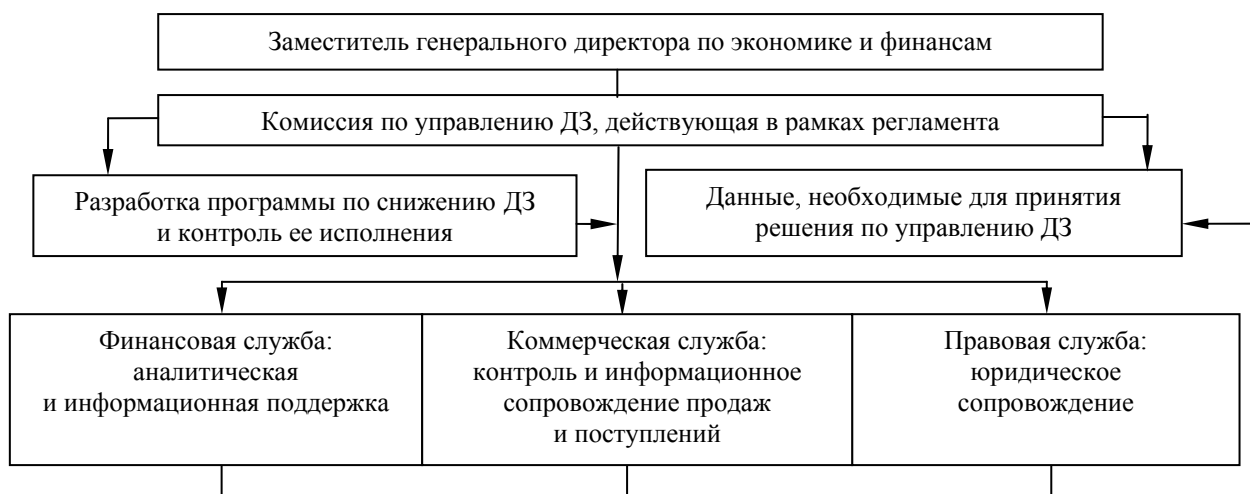 Заместитель генерального директора по экономике и финансам
Комиссия по управлению ДЗ, действующая в рамках регламента
Разработка программы по снижению ДЗ
и контроль ее исполнения
Данные, необходимые для принятия
решения по управлению ДЗ
Финансовая служба:
аналитическая
и информационная поддержка
Коммерческая служба:
контроль и информационное
сопровождение продаж
и поступлений
Правовая служба:
юридическое
сопровождение